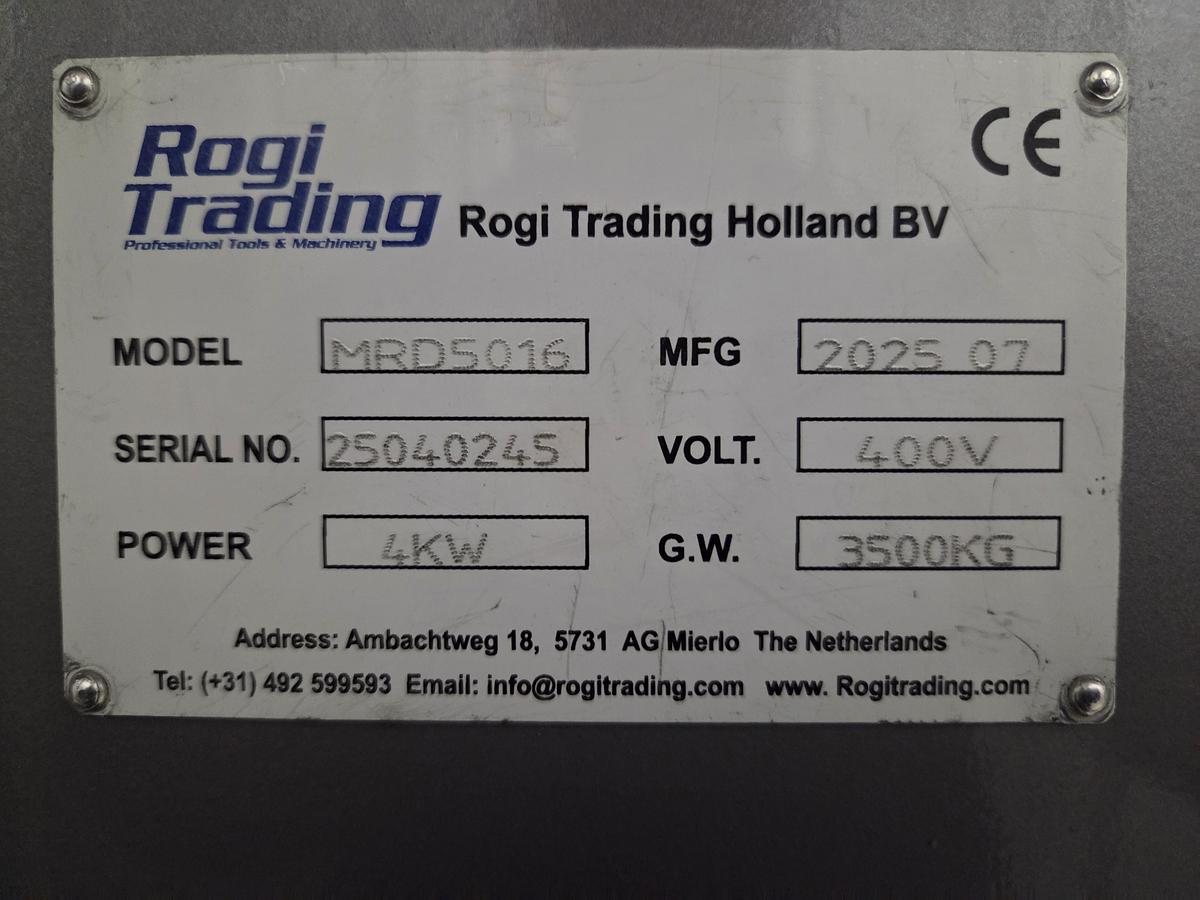 Rogi
Trading
Professional Tools & Machinery
CE
Rogi Trading Holland BV
MODEL MRD5016 MFG 2025 07
SERIAL NO. 25040245 VOLT. 400V
POWER 4KW G.W. 3500KG
Address: Ambachtweg 18, 5731 AG Mierlo The Netherlands
Tel: (+31) 492 599593 Email: info@rogitrading.com www. Rogitrading.com